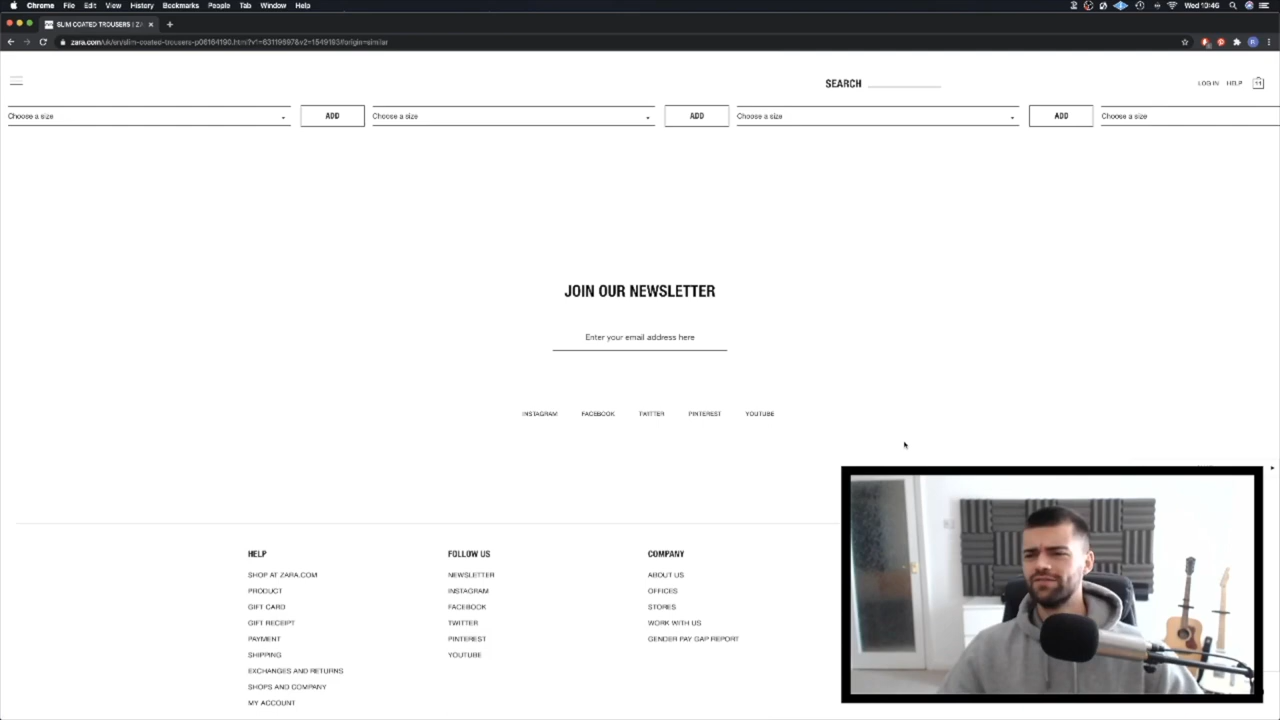 Chrome File Edit View History Bookmarks People Tab Window Help Wed 10:46
SLIM COATED TROUSERS | ZA
SEARCH LOG IN HELP
Choose a size ADD Choose a size ADD Choose a size ADD Choose a size
JOIN OUR NEWSLETTER
Enter your email address here
INSTAGRAM FACEBOOK TWITTER PINTEREST YOUTUBE
HELP FOLLOW US COMPANY
SHOP AT ZARA.COM NEWSLETTER ABOUT US
PRODUCT INSTAGRAM OFFICES
GIFT CARD FACEBOOK STORES
GIFT RECEIPT TWITTER WORK WITH US
PAYMENT PINTEREST GENDER PAY GAP REPORT
SHIPPING YOUTUBE
EXCHANGES AND RETURNS
SHOPS AND COMPANY
MY ACCOUNT